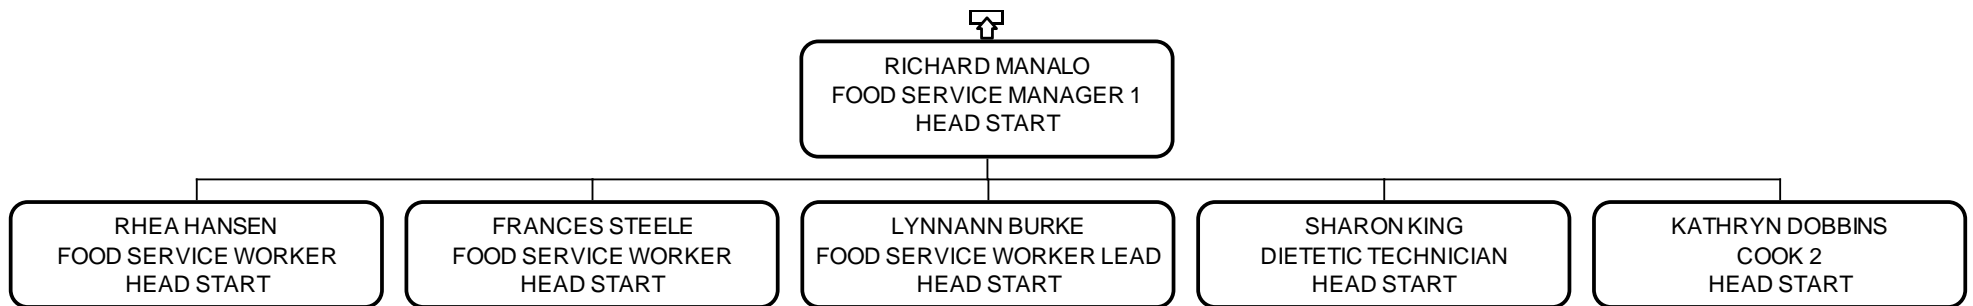 RICHARD MANALO
FOOD SERVICE MANAGER 1
HEAD START
RHEA HANSEN
FOOD SERVICE WORKER
HEAD START
FRANCES STEELE
FOOD SERVICE WORKER
HEAD START
LYNNANN BURKE
FOOD SERVICE WORKER LEAD
HEAD START
SHARON KING
DIETETIC TECHNICIAN
HEAD START
KATHRYN DOBBINS
COOK 2
HEAD START